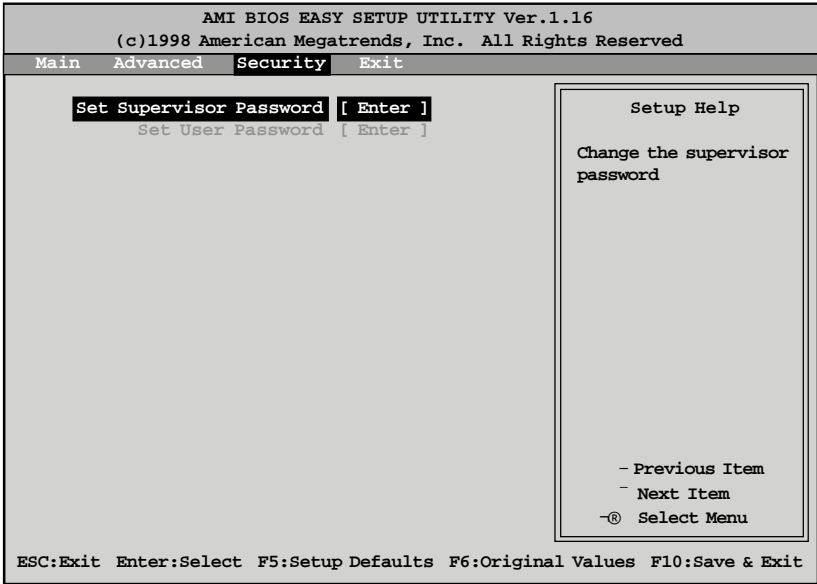 AMI BIOS EASY SETUP UTILITY Ver.1.16
(c)1998 American Megatrends, Inc. All Rights Reserved
Main Advanced Security Exit
Set Supervisor Password [ Enter ]
Set User Password [ Enter ]
Setup Help
Change the supervisor
password
– Previous Item
¯ Next Item
¬® Select Menu
ESC:Exit Enter:Select F5:Setup Defaults F6:Original Values F10:Save & Exit